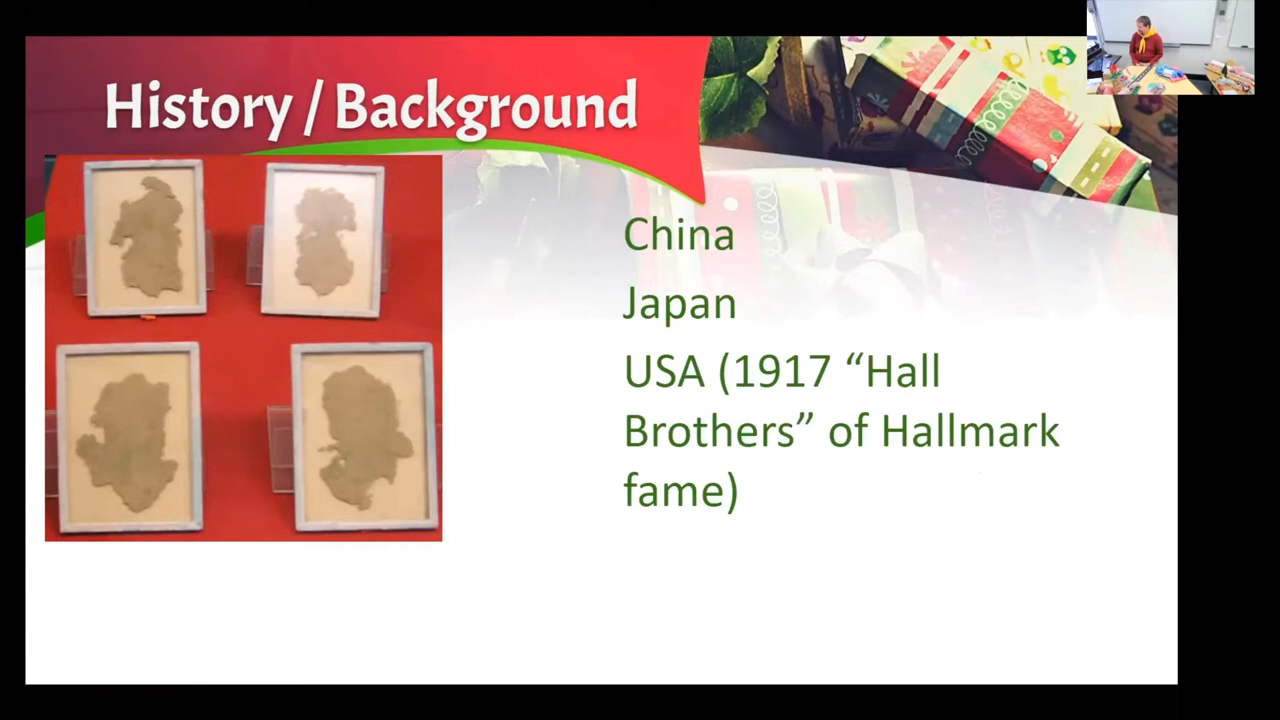 History / Background
China
Japan
USA (1917 “Hall
Brothers” of Hallmark
fame)